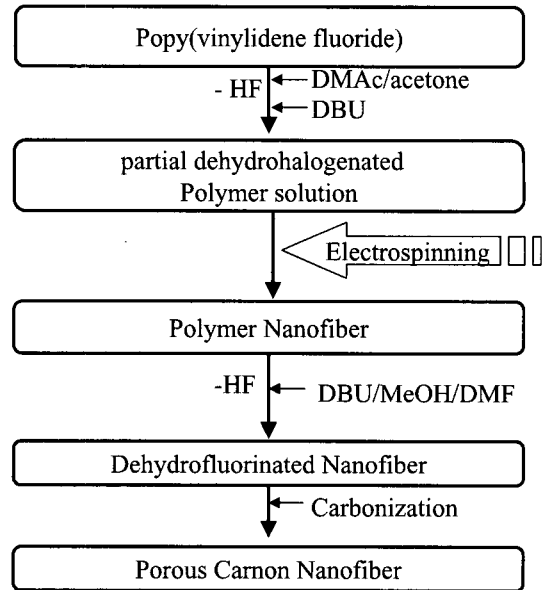 Popy(vinylidene fluoride)
- HF
DMAc/acetone
DBU
partial dehydrohalogenated
Polymer solution
Electrospinning
Polymer Nanofiber
-HF
DBU/MeOH/DMF
Dehydrofluorinated Nanofiber
Carbonization
Porous Carnon Nanofiber